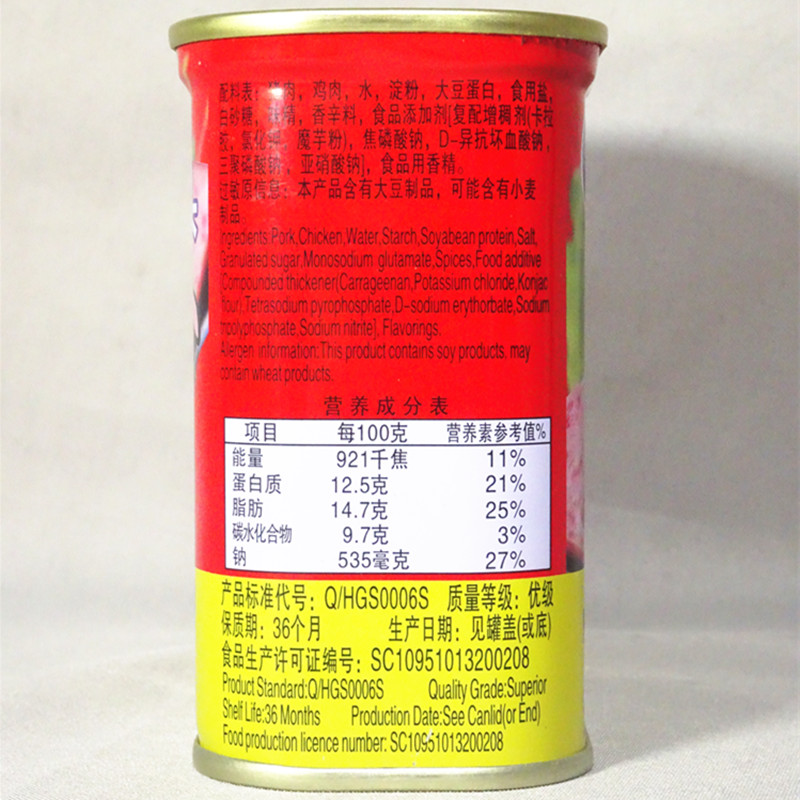 配料表：猪肉，鸡肉，水，淀粉，大豆蛋白，食用盐，
白砂糖，味精，香辛料，食品添加剂[复配增稠剂(卡拉
胶，氯化钾，魔芋粉)，焦磷酸钠，D-异抗坏血酸钠，
三聚磷酸钠，亚硝酸钠]，食品用香精。
过敏原信息：本产品含有大豆制品，可能含有小麦
制品
Ingredients:Pork,Chicken,Water,Starch,Soyabean protein,Salt,
Granulated sugar,Monosodium glutamate,Spices,Food additive
[Compounded thickener(Carrageenan,Potassium chloride,Konjac
flour),Tetrasodium pyrophosphate,D-sodium erythorbate,Sodium
tripolyphosphate,Sodium nitrite], Flavorings.
Allergen information:This product contains soy products, may
contain wheat products.
营养成分表
项目 每100克 营养素参考值%
能量 921千焦 11%
蛋白质 12.5克 21%
脂肪 14.7克 25%
碳水化合物 9.7克 3%
钠 535毫克 27%
产品标准代号：Q/HGS0006S 质量等级：优级
保质期：36个月 生产日期：见罐盖(或底)
食品生产许可证编号：SC10951013200208
Product Standard:Q/HGS0006S Quality Grade:Superior
Shelf Life:36 Months Production Date:See Canlid(or End)
Food production licence number: SC10951013200208